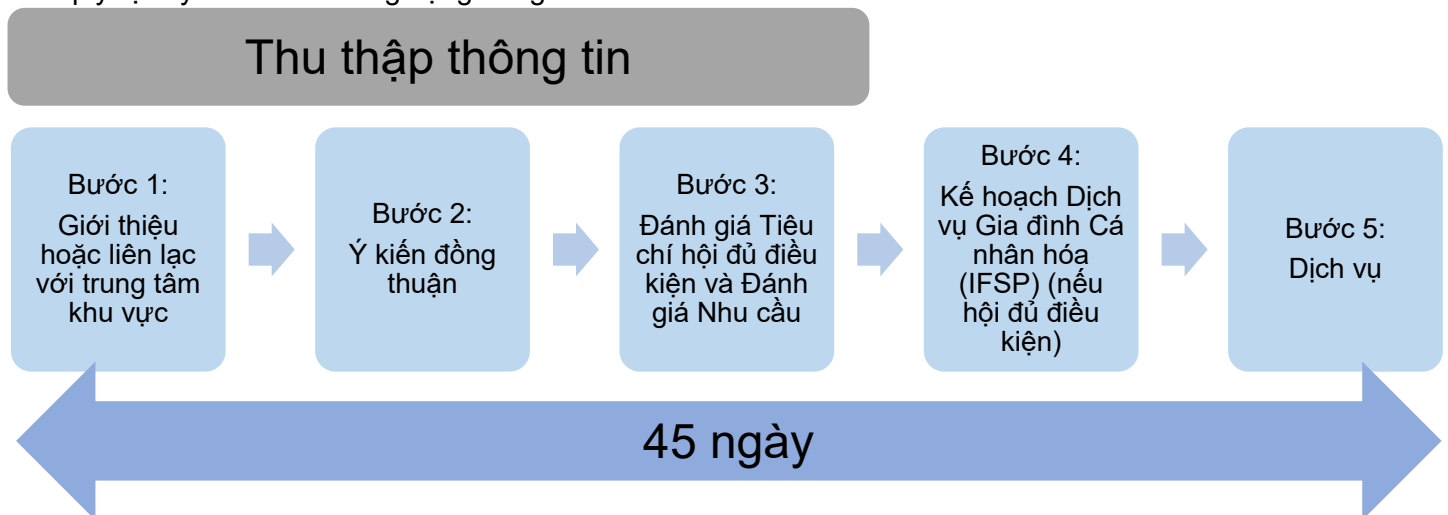 Thu thập thông tin
Bước 1:
Giới thiệu
hoặc liên lạc
với trung tâm
khu vực
Bước 2:
Ý kiến đồng
thuận
Bước 3:
Đánh giá Tiêu
chí hội đủ điều
kiện và Đánh
giá Nhu cầu
Bước 4:
Kế hoạch Dịch
vụ Gia đình Cá
nhân hóa
(IFSP) (nếu
hội đủ điều
kiện)
Bước 5:
Dịch vụ
45 ngày